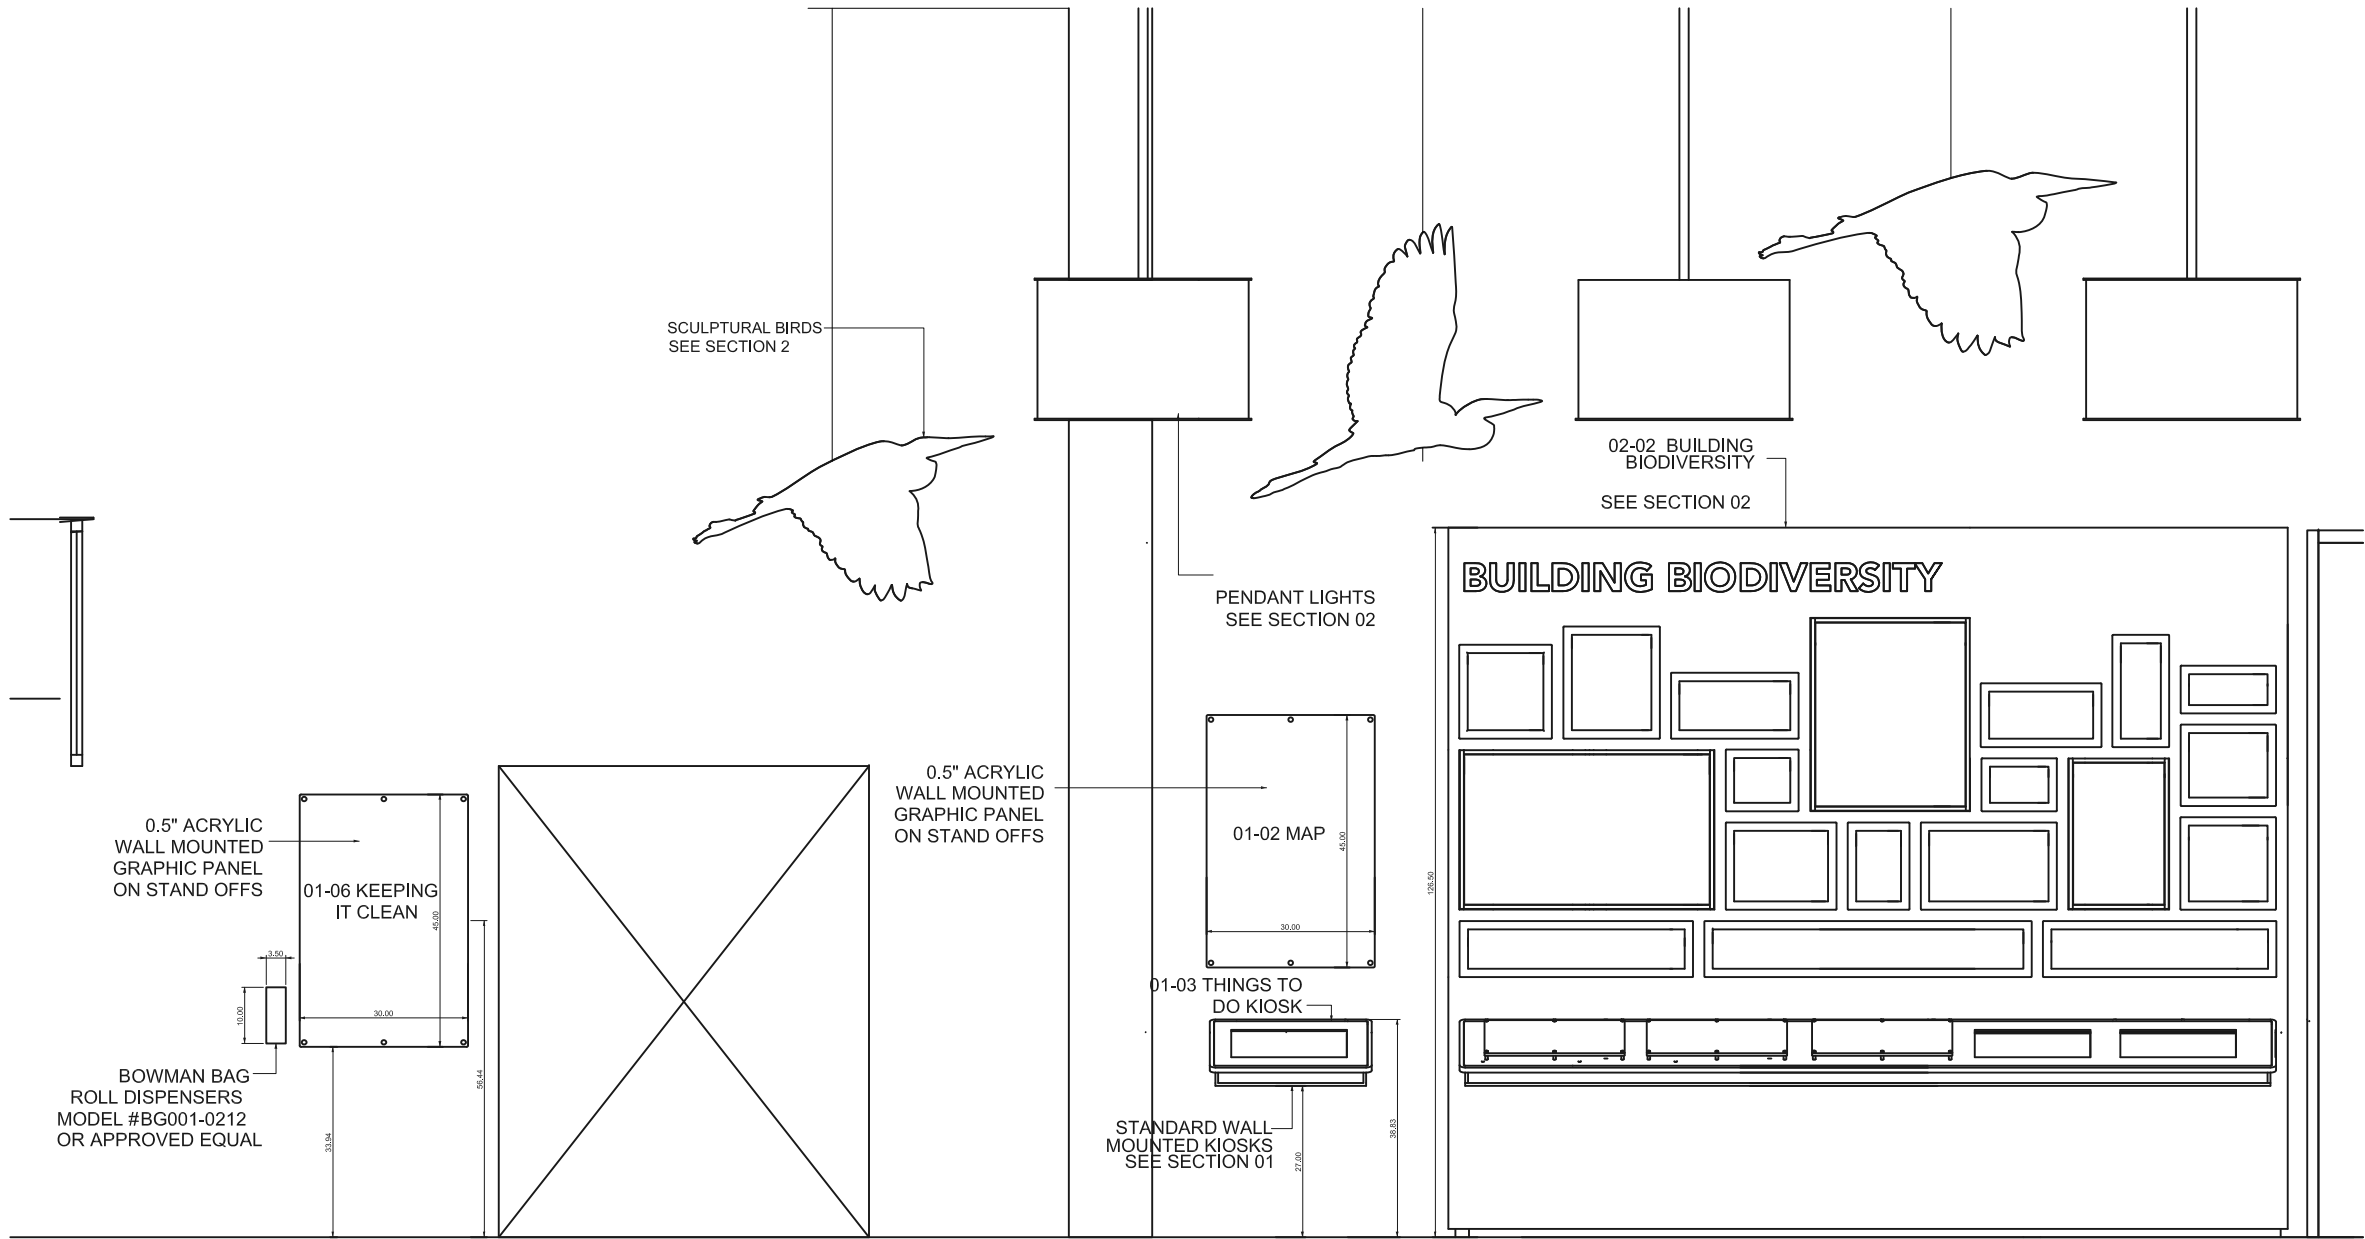 SCULPTURAL BIRDS
SEE SECTION 2
02-02 BUILDING
BIODIVERSITY
SEE SECTION 02
BUILDING BIODIVERSITY
PENDANT LIGHTS
SEE SECTION 02
0.5" ACRYLIC
WALL MOUNTED
GRAPHIC PANEL
ON STAND OFFS
01-06 KEEPING
IT CLEAN
45.00
30.00
3.50
10.00
BOWMAN BAG
ROLL DISPENSERS
MODEL #BG001-0212
OR APPROVED EQUAL
33.94
56.44
0.5" ACRYLIC
WALL MOUNTED
GRAPHIC PANEL
ON STAND OFFS
01-02 MAP
45.00
30.00
01-03 THINGS TO
DO KIOSK
STANDARD WALL
MOUNTED KIOSKS
SEE SECTION 01
27.00
38.83
126.50